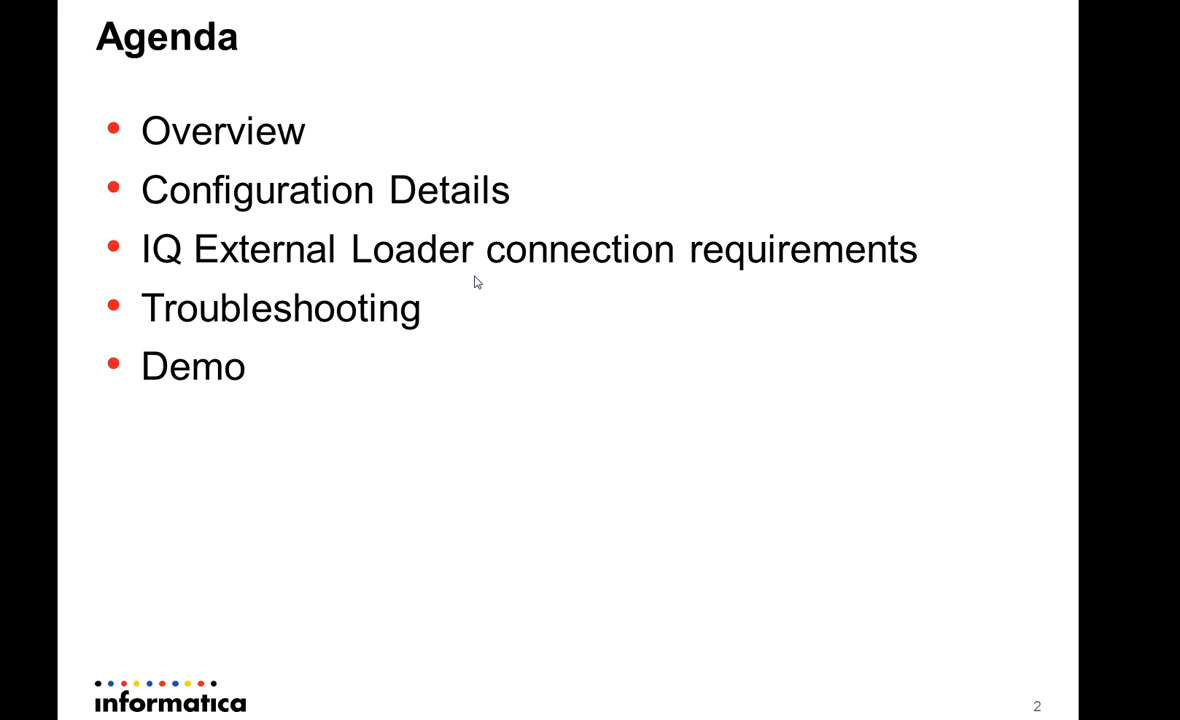 Agenda
• Overview
• Configuration Details
• IQ External Loader connection requirements
• Troubleshooting
• Demo
informatica
2